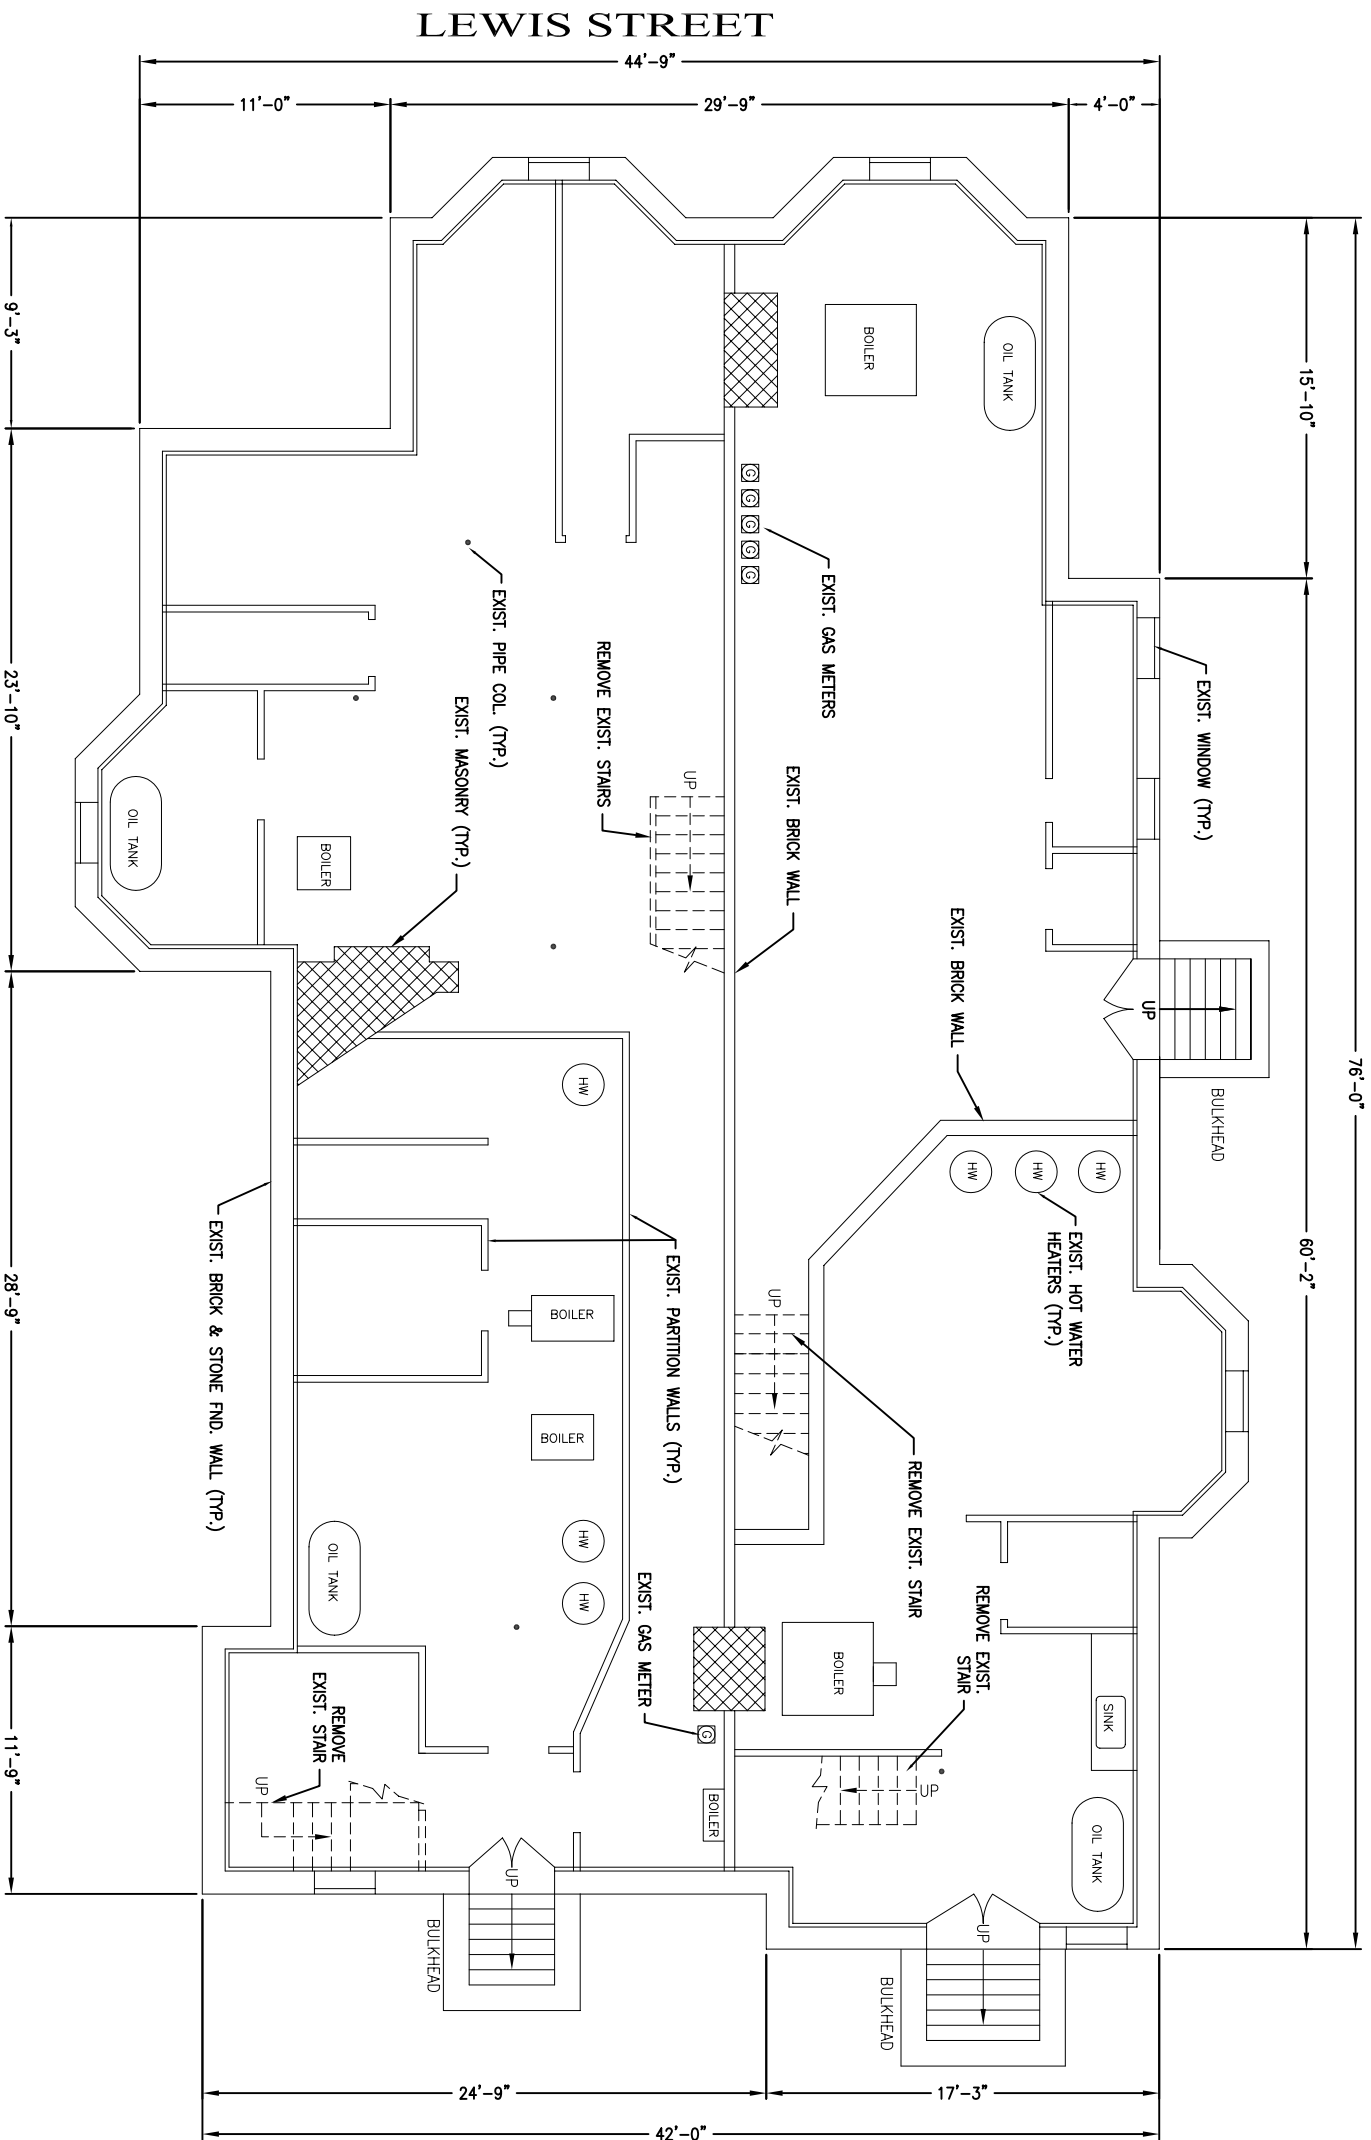 LEWIS STREET
44'-9"
11'-0"
29'-9"
4'-0"
76'-0"
15'-10"
60'-2"
9'-3"
23'-10"
28'-9"
11'-9"
BOILER
OIL TANK
G
G
G
G
G
EXIST. GAS METERS
EXIST. PIPE COL. (TYP.)
REMOVE EXIST. STAIRS
EXIST. MASONRY (TYP.)
EXIST. WINDOW (TYP.)
UP
EXIST. BRICK WALL
OIL TANK
BOILER
EXIST. BRICK WALL
UP
BULKHEAD
HW
HW
HW
HW
EXIST. HOT WATER
HEATERS (TYP.)
EXIST. BRICK & STONE FND. WALL (TYP.)
EXIST. PARTITION WALLS (TYP.)
UP
BOILER
BOILER
REMOVE EXIST. STAIR
OIL TANK
HW
HW
EXIST. GAS METER
REMOVE EXIST.
STAIR
BOILER
SINK
G
REMOVE
EXIST. STAIR
UP
UP
BOILER
OIL TANK
UP
UP
BULKHEAD
BULKHEAD
24'-9"
17'-3"
42'-0"